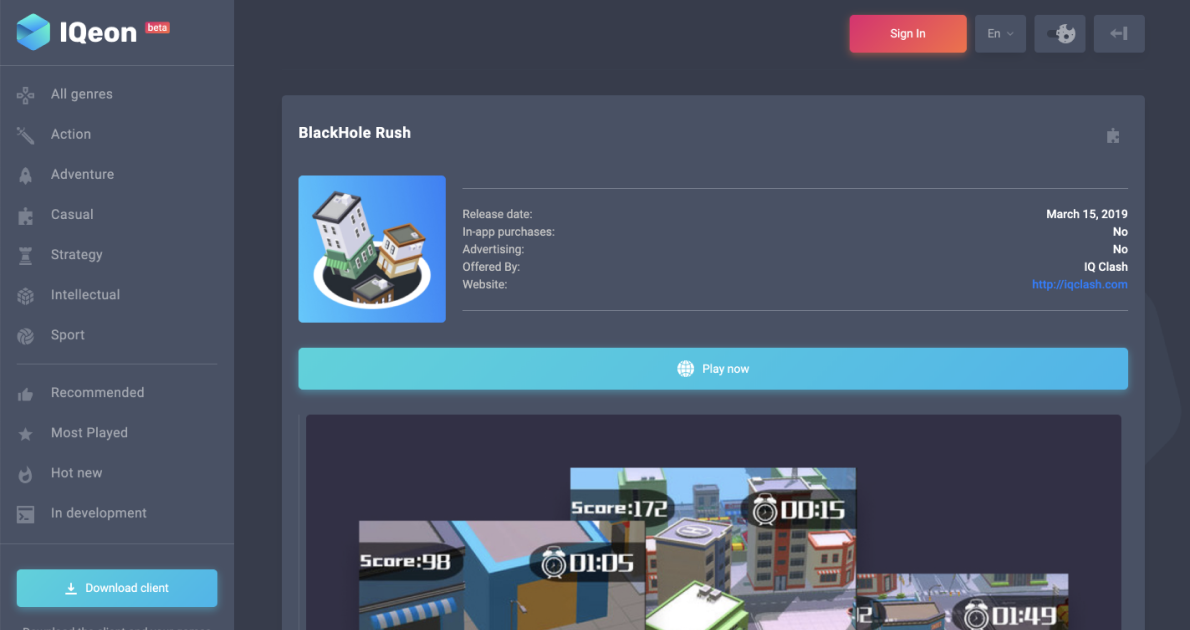 IQeon beta
Sign In
En
All genres
Action
Adventure
Casual
Strategy
Intellectual
Sport
Recommended
Most Played
Hot new
In development
Download client
BlackHole Rush
Release date: March 15, 2019
In-app purchases: No
Advertising: No
Offered By: IQ Clash
Website: http://iqclash.com
Play now
Score:172 00:15
Score:98 01:05
01:49